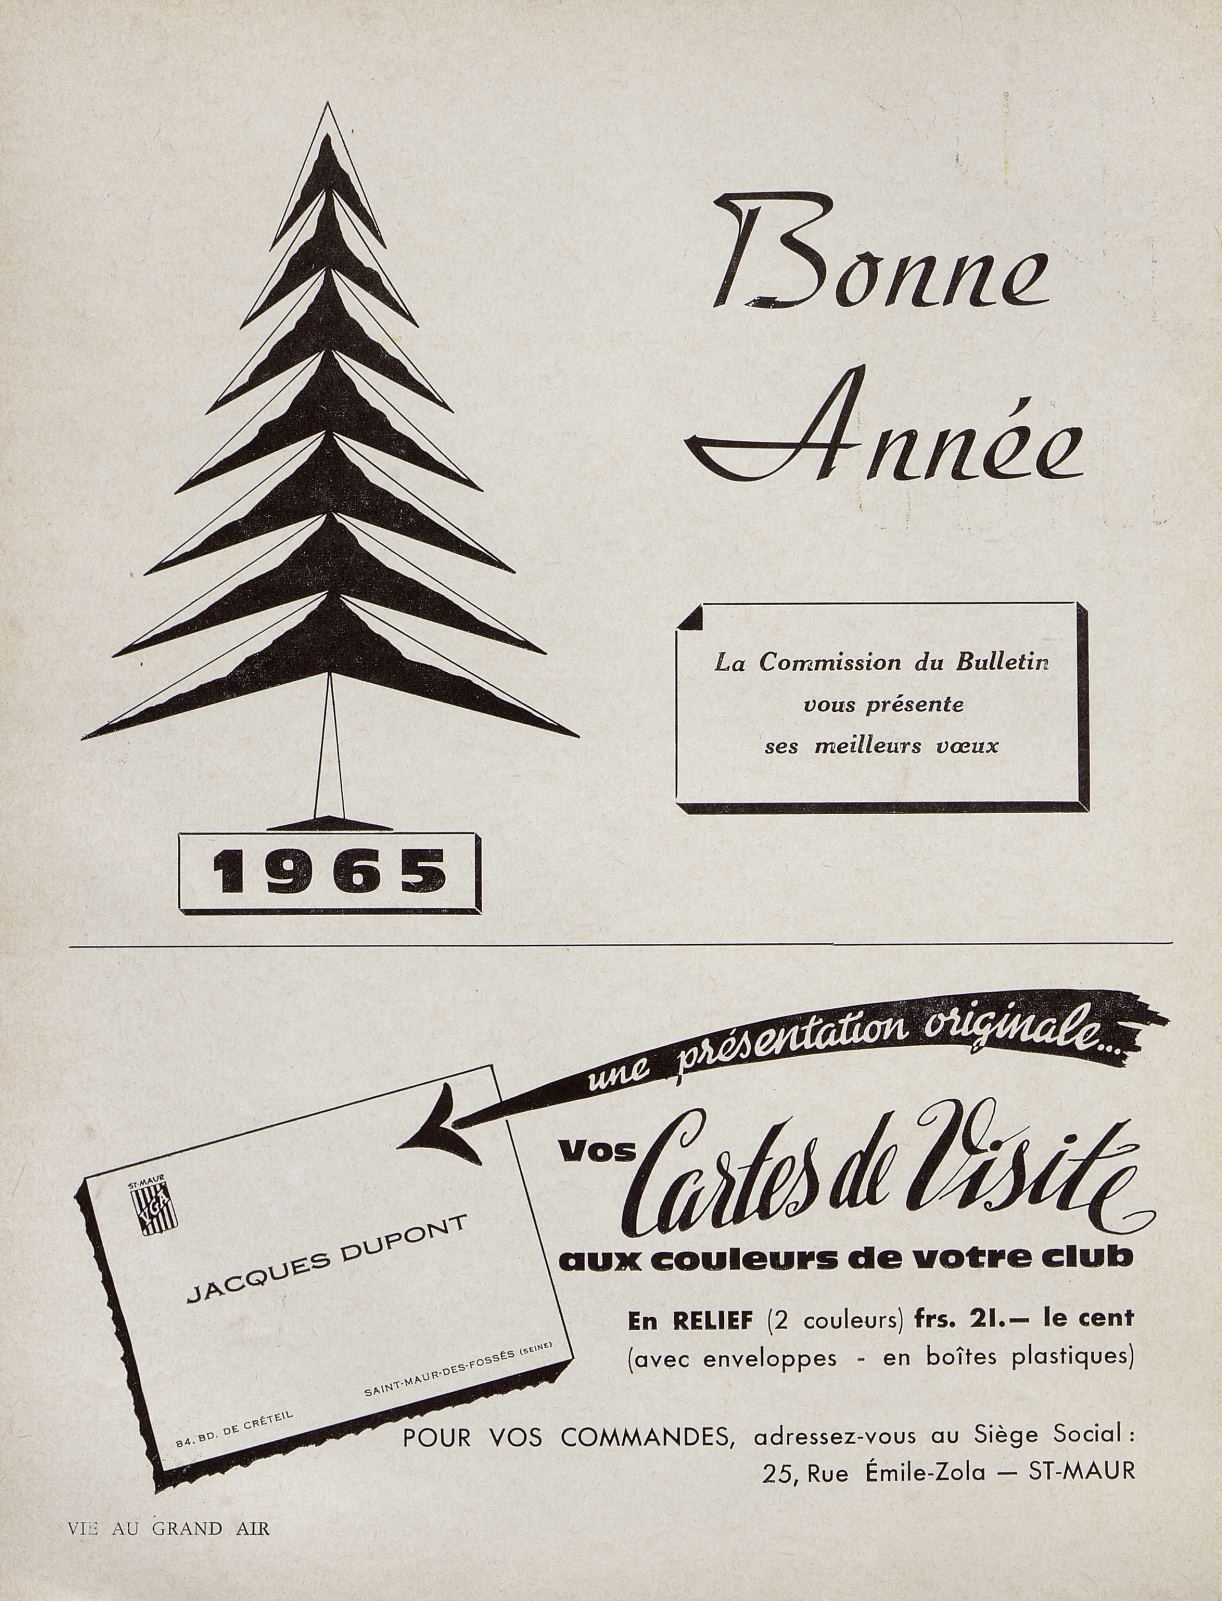 Bonne
Année
La Commission du Bulletin
vous présente
ses meilleurs vœux
1965
une présentation originale...
Vos Cartes de Visite
aux couleurs de votre club
ST-MAUR
VGA
JACQUES DUPONT
84, BD. DE CRÉTEIL
SAINT-MAUR-DES-FOSSÉS (SEINE)
En RELIEF (2 couleurs) frs. 21.— le cent
(avec enveloppes - en boîtes plastiques)
POUR VOS COMMANDES, adressez-vous au Siège Social :
25, Rue Émile-Zola — ST-MAUR
VIE AU GRAND AIR